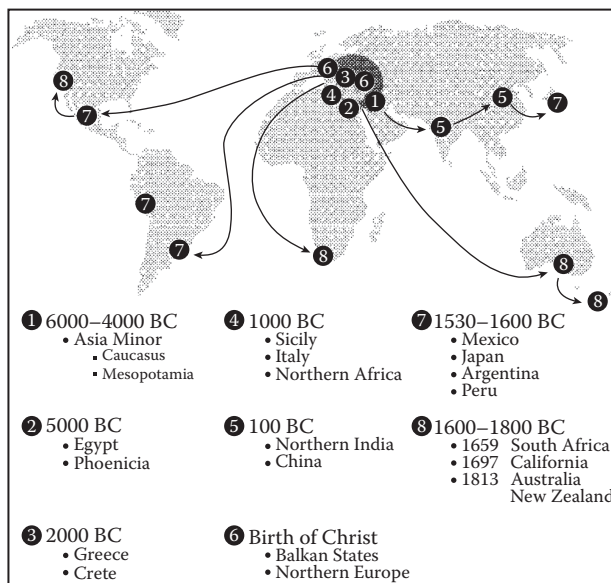 6
3
6
8
4
1
5
7
7
2
5
7
7
8
8
8
1 6000–4000 BC
• Asia Minor
▪ Caucasus
▪ Mesopotamia
2 5000 BC
• Egypt
• Phoenicia
3 2000 BC
• Greece
• Crete
4 1000 BC
• Sicily
• Italy
• Northern Africa
5 100 BC
• Northern India
• China
6 Birth of Christ
• Balkan States
• Northern Europe
7 1530–1600 BC
• Mexico
• Japan
• Argentina
• Peru
8 1600–1800 BC
• 1659 South Africa
• 1697 California
• 1813 Australia
New Zealand